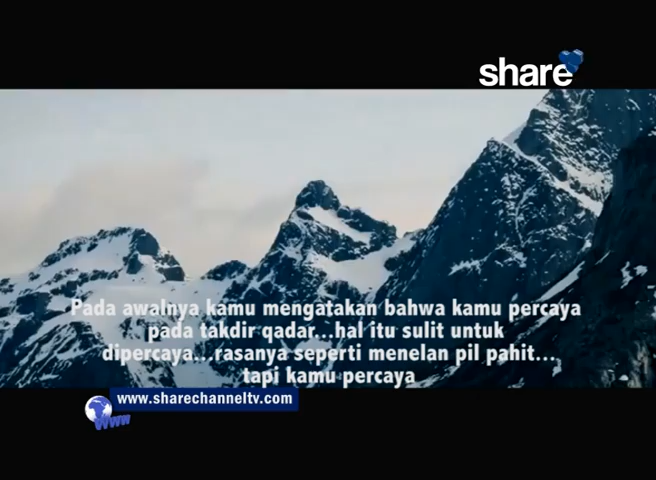 share
Pada awalnya kamu mengatakan bahwa kamu percaya
pada takdir qadar...hal itu sulit untuk
dipercaya...rasanya seperti menelan pil pahit...
tapi kamu percaya
www.sharechanneltv.com
www